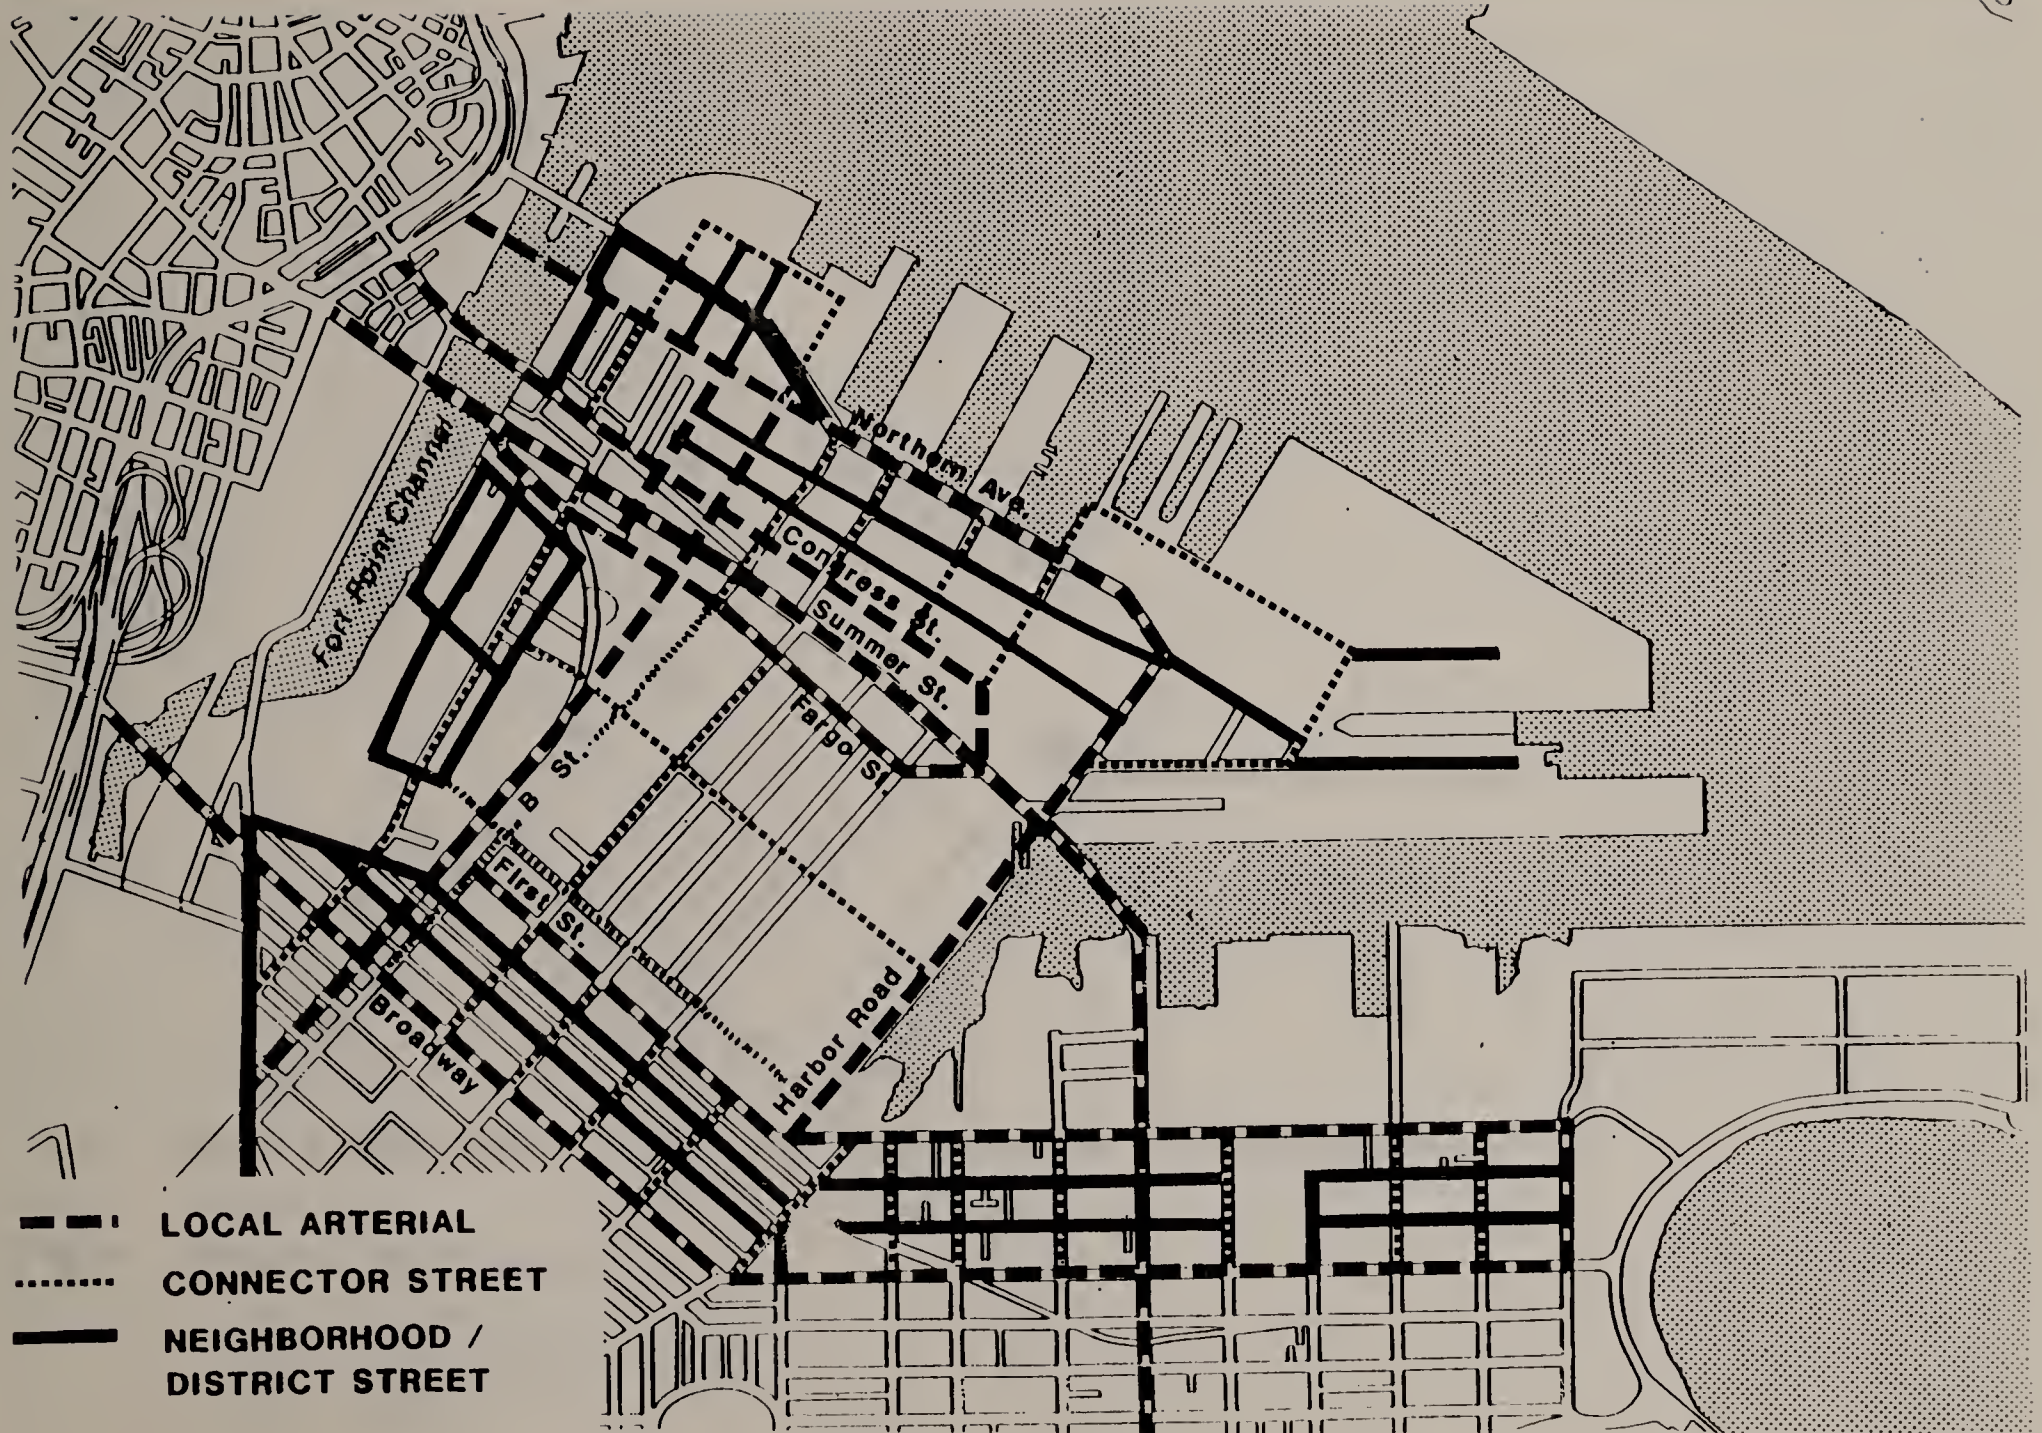 Northern Ave.
Fort Point Channel
Congress St.
Summer St.
Fargo St.
B St.
First St.
Harbor Road
Broadway
LOCAL ARTERIAL
CONNECTOR STREET
NEIGHBORHOOD /
DISTRICT STREET